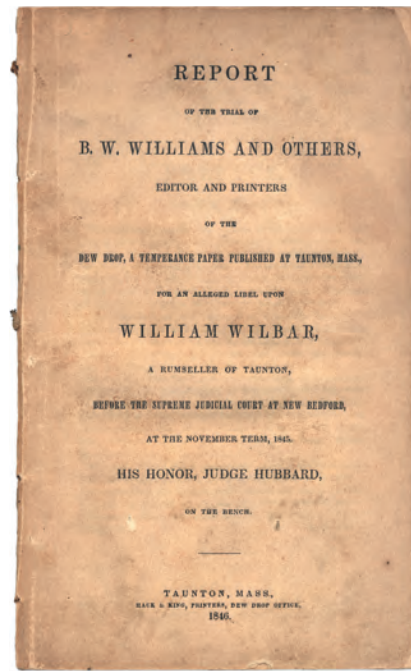 REPORT
OF THE TRIAL OF
B. W. WILLIAMS AND OTHERS,
EDITOR AND PRINTERS
OF THE
DEW DROP, A TEMPERANCE PAPER PUBLISHED AT TAUNTON, MASS.,
FOR AN ALLEGED LIBEL UPON
WILLIAM WILBAR,
A RUMSELLER OF TAUNTON,
BEFORE THE SUPREME JUDICIAL COURT AT NEW BEDFORD,
AT THE NOVEMBER TERM, 1845.
HIS HONOR, JUDGE HUBBARD,
ON THE BENCH.
TAUNTON, MASS,
HACK & KING, PRINTERS, DEW DROP OFFICE.
1846.